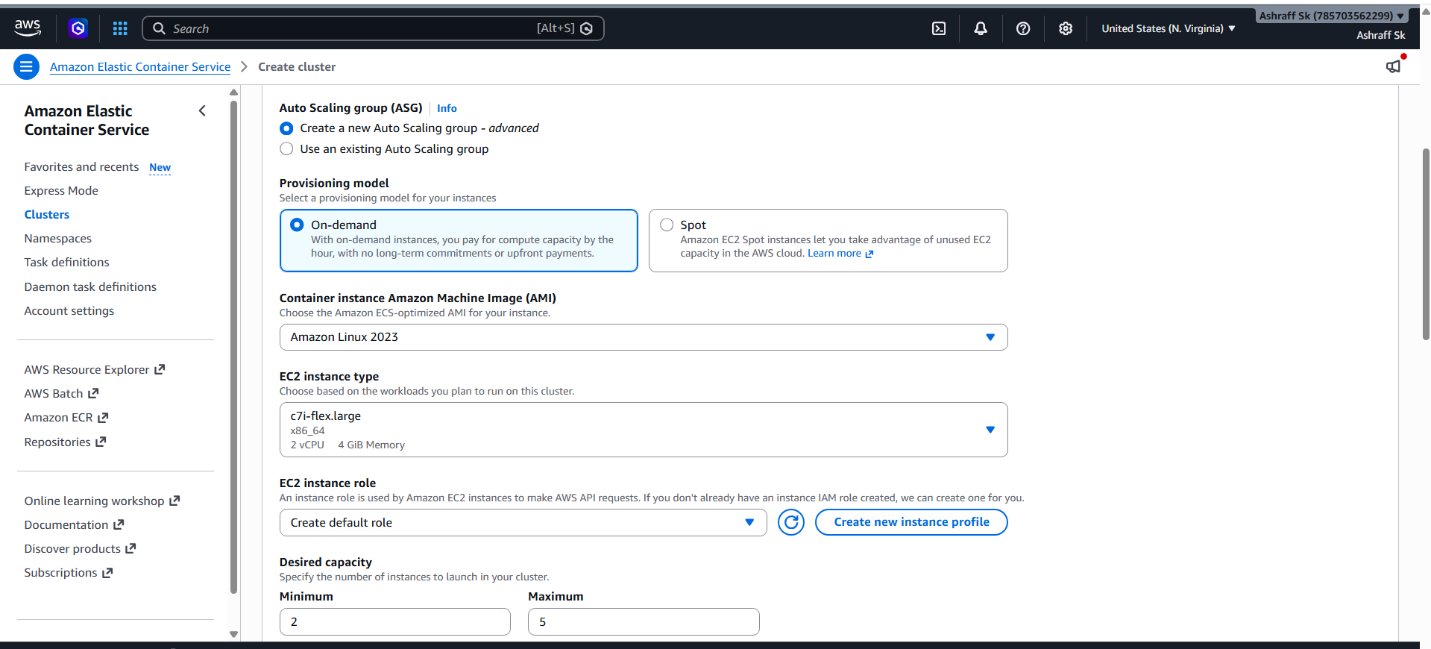 aws
Search
[Alt+S]
United States (N. Virginia)
Ashraff Sk (785703562299)
Ashraff Sk
Amazon Elastic Container Service
Create cluster
Amazon Elastic
Container Service
Favorites and recents New
Express Mode
Clusters
Namespaces
Task definitions
Daemon task definitions
Account settings
AWS Resource Explorer
AWS Batch
Amazon ECR
Repositories
Online learning workshop
Documentation
Discover products
Subscriptions
Auto Scaling group (ASG) Info
Create a new Auto Scaling group - advanced
Use an existing Auto Scaling group
Provisioning model
Select a provisioning model for your instances
On-demand
With on-demand instances, you pay for compute capacity by the
hour, with no long-term commitments or upfront payments.
Spot
Amazon EC2 Spot instances let you take advantage of unused EC2
capacity in the AWS cloud. Learn more
Container instance Amazon Machine Image (AMI)
Choose the Amazon ECS-optimized AMI for your instance.
Amazon Linux 2023
EC2 instance type
Choose based on the workloads you plan to run on this cluster.
c7i-flex.large
x86_64
2 vCPU 4 GiB Memory
EC2 instance role
An instance role is used by Amazon EC2 instances to make AWS API requests. If you don't already have an instance IAM role created, we can create one for you.
Create default role
Create new instance profile
Desired capacity
Specify the number of instances to launch in your cluster.
Minimum
Maximum
2
5